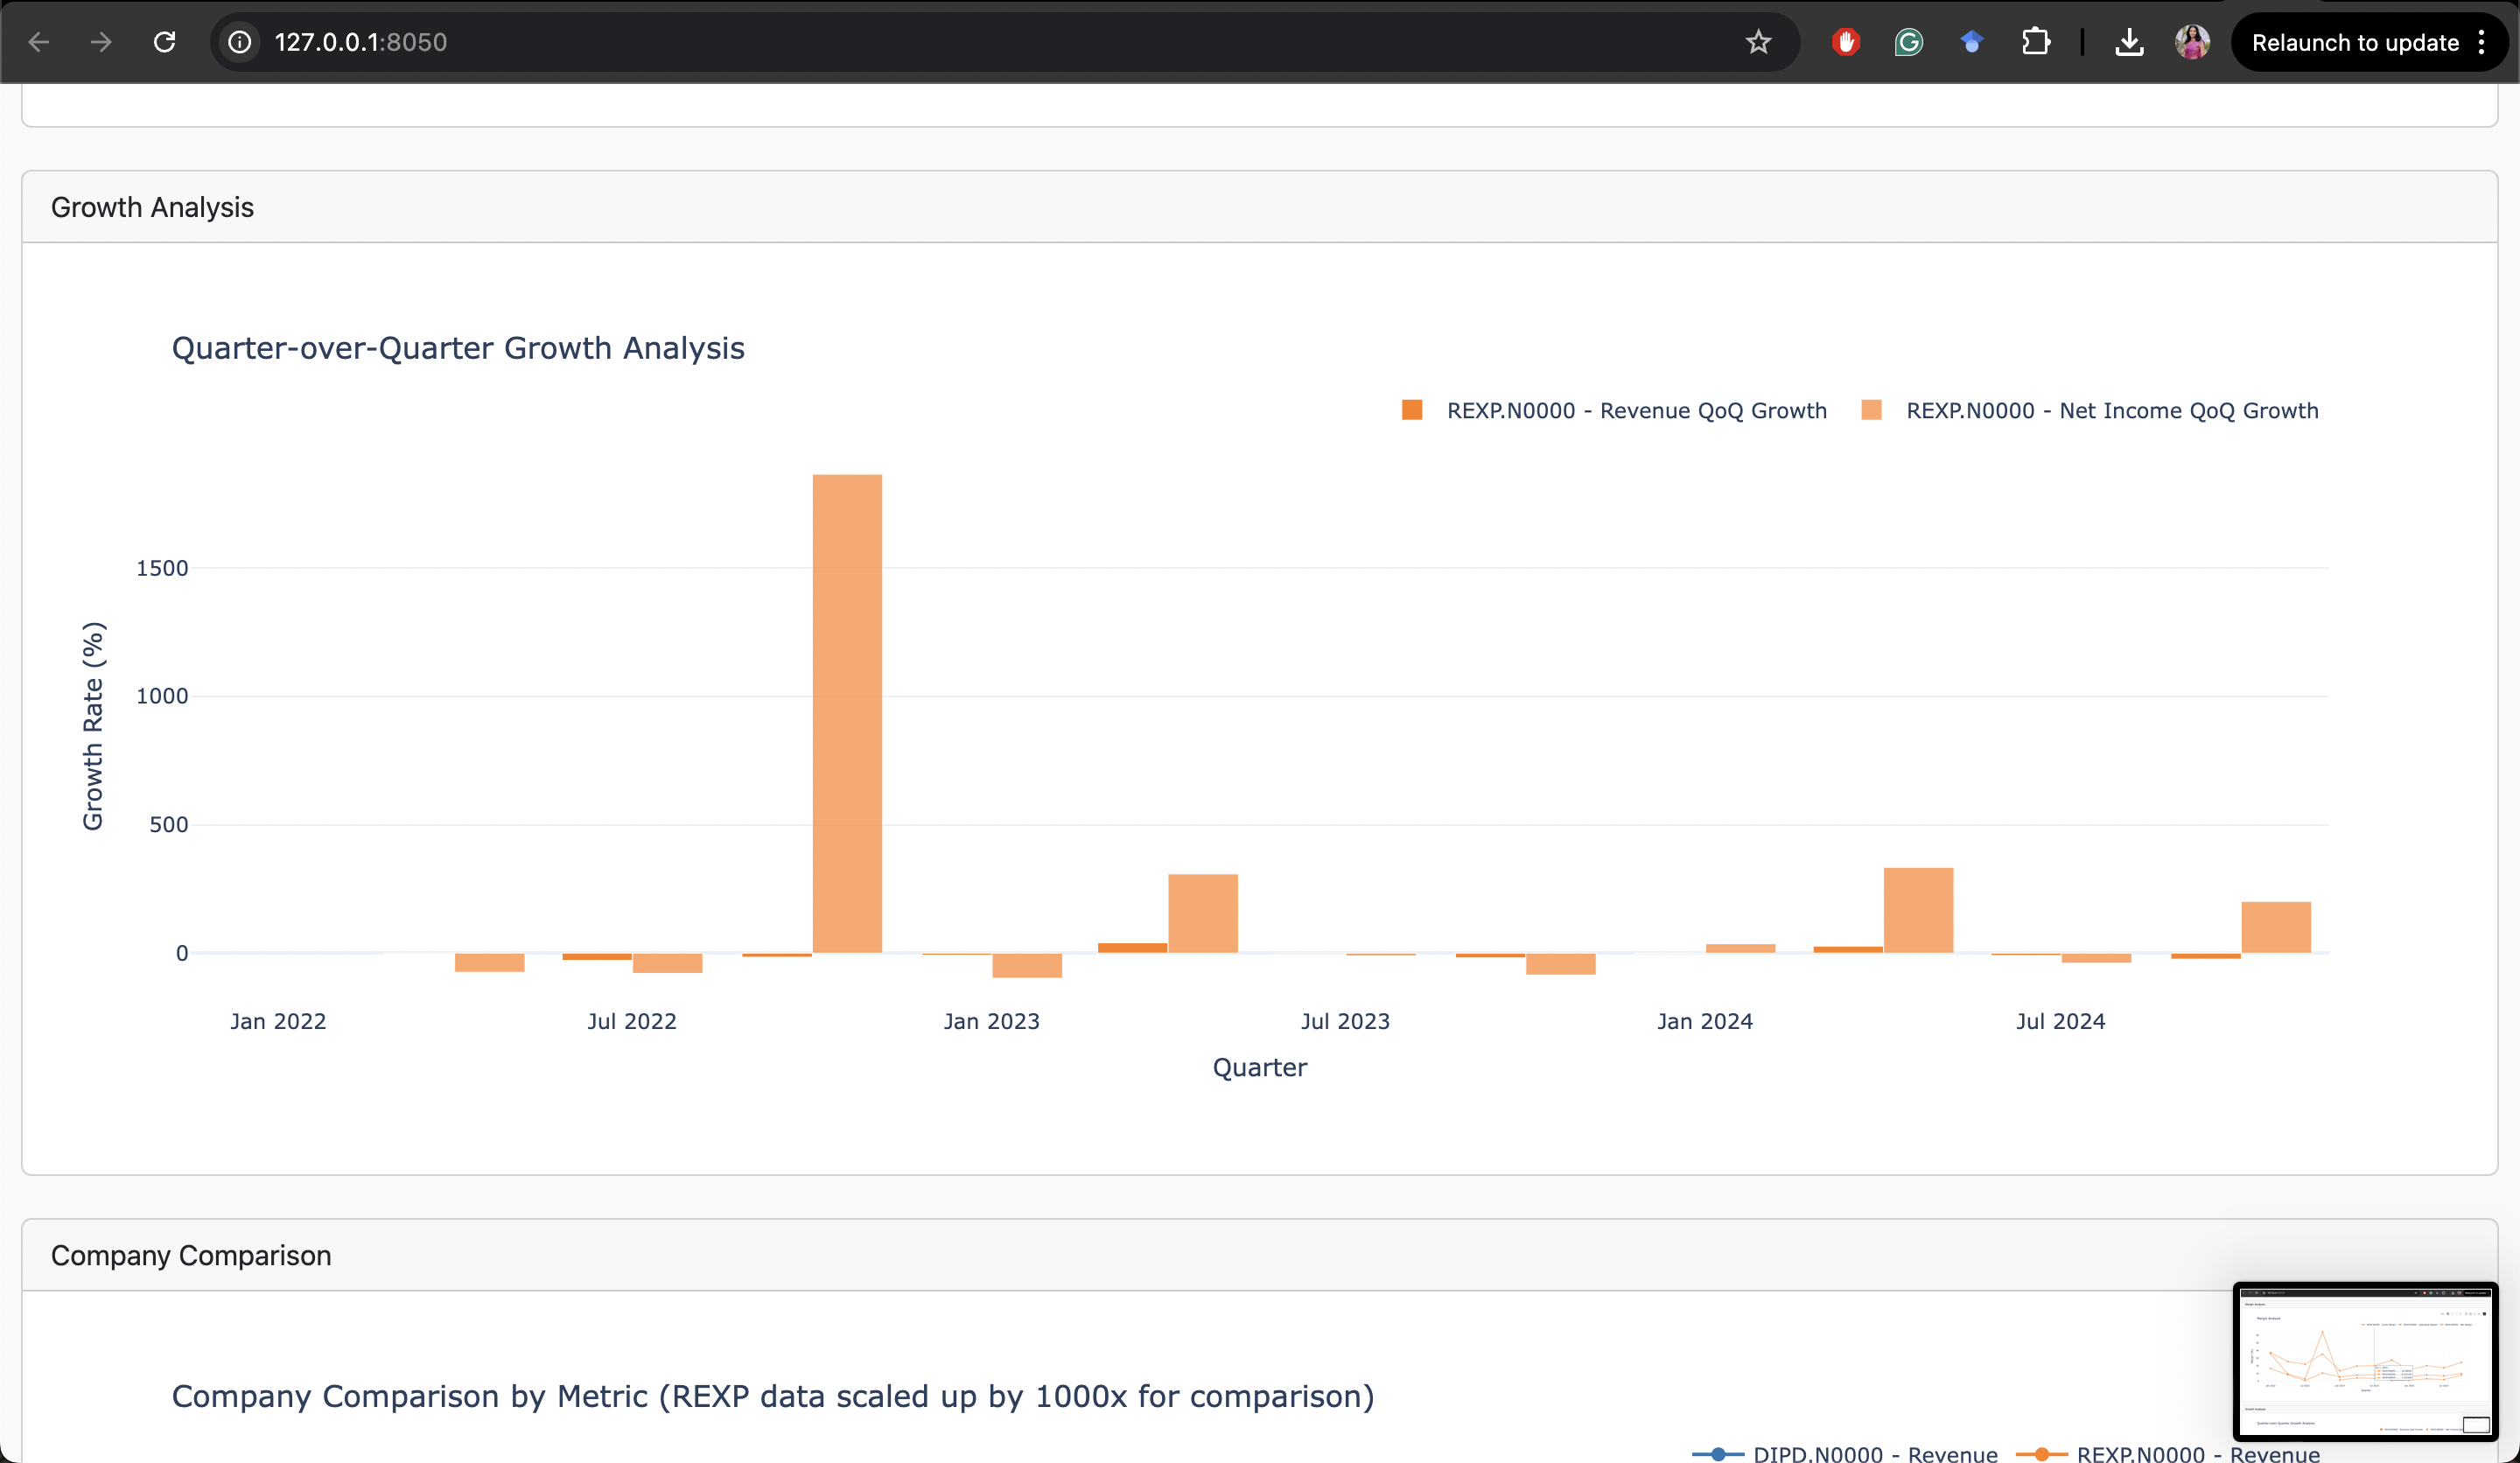 127.0.0.1:8050
Relaunch to update
Growth Analysis
Quarter-over-Quarter Growth Analysis
REXP.N0000 - Revenue QoQ Growth
REXP.N0000 - Net Income QoQ Growth
1500
1000
500
0
Growth Rate (%)
Jan 2022
Jul 2022
Jan 2023
Jul 2023
Jan 2024
Jul 2024
Quarter
Company Comparison
Company Comparison by Metric (REXP data scaled up by 1000x for comparison)
DIPD.N0000 - Revenue
REXP.N0000 - Revenue